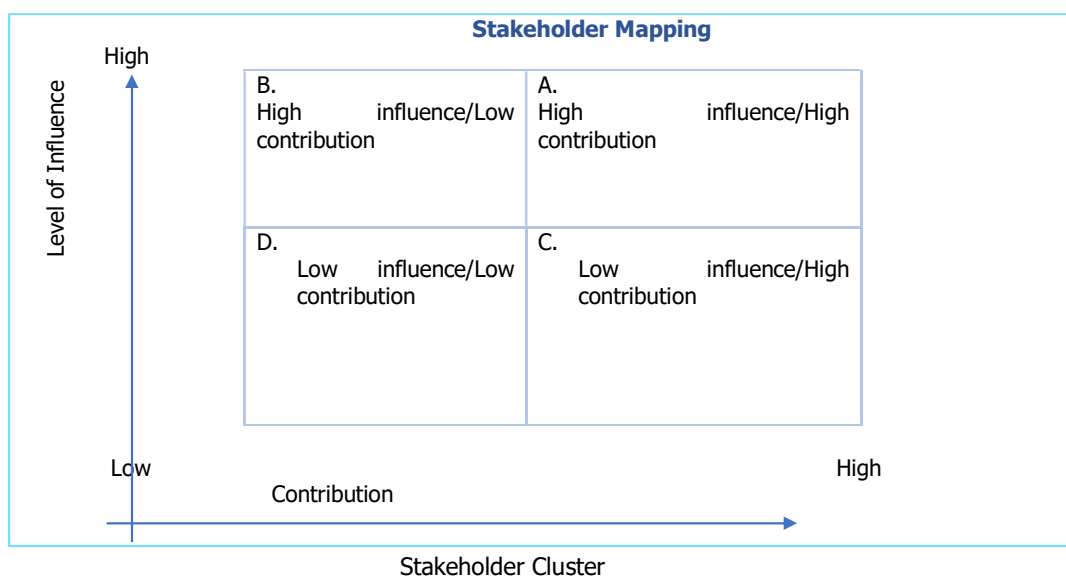 Stakeholder Mapping
High
Level of Influence
B.
High influence/Low
contribution
A.
High influence/High
contribution
D.
Low influence/Low
contribution
C.
Low influence/High
contribution
Low
High
Contribution
Stakeholder Cluster